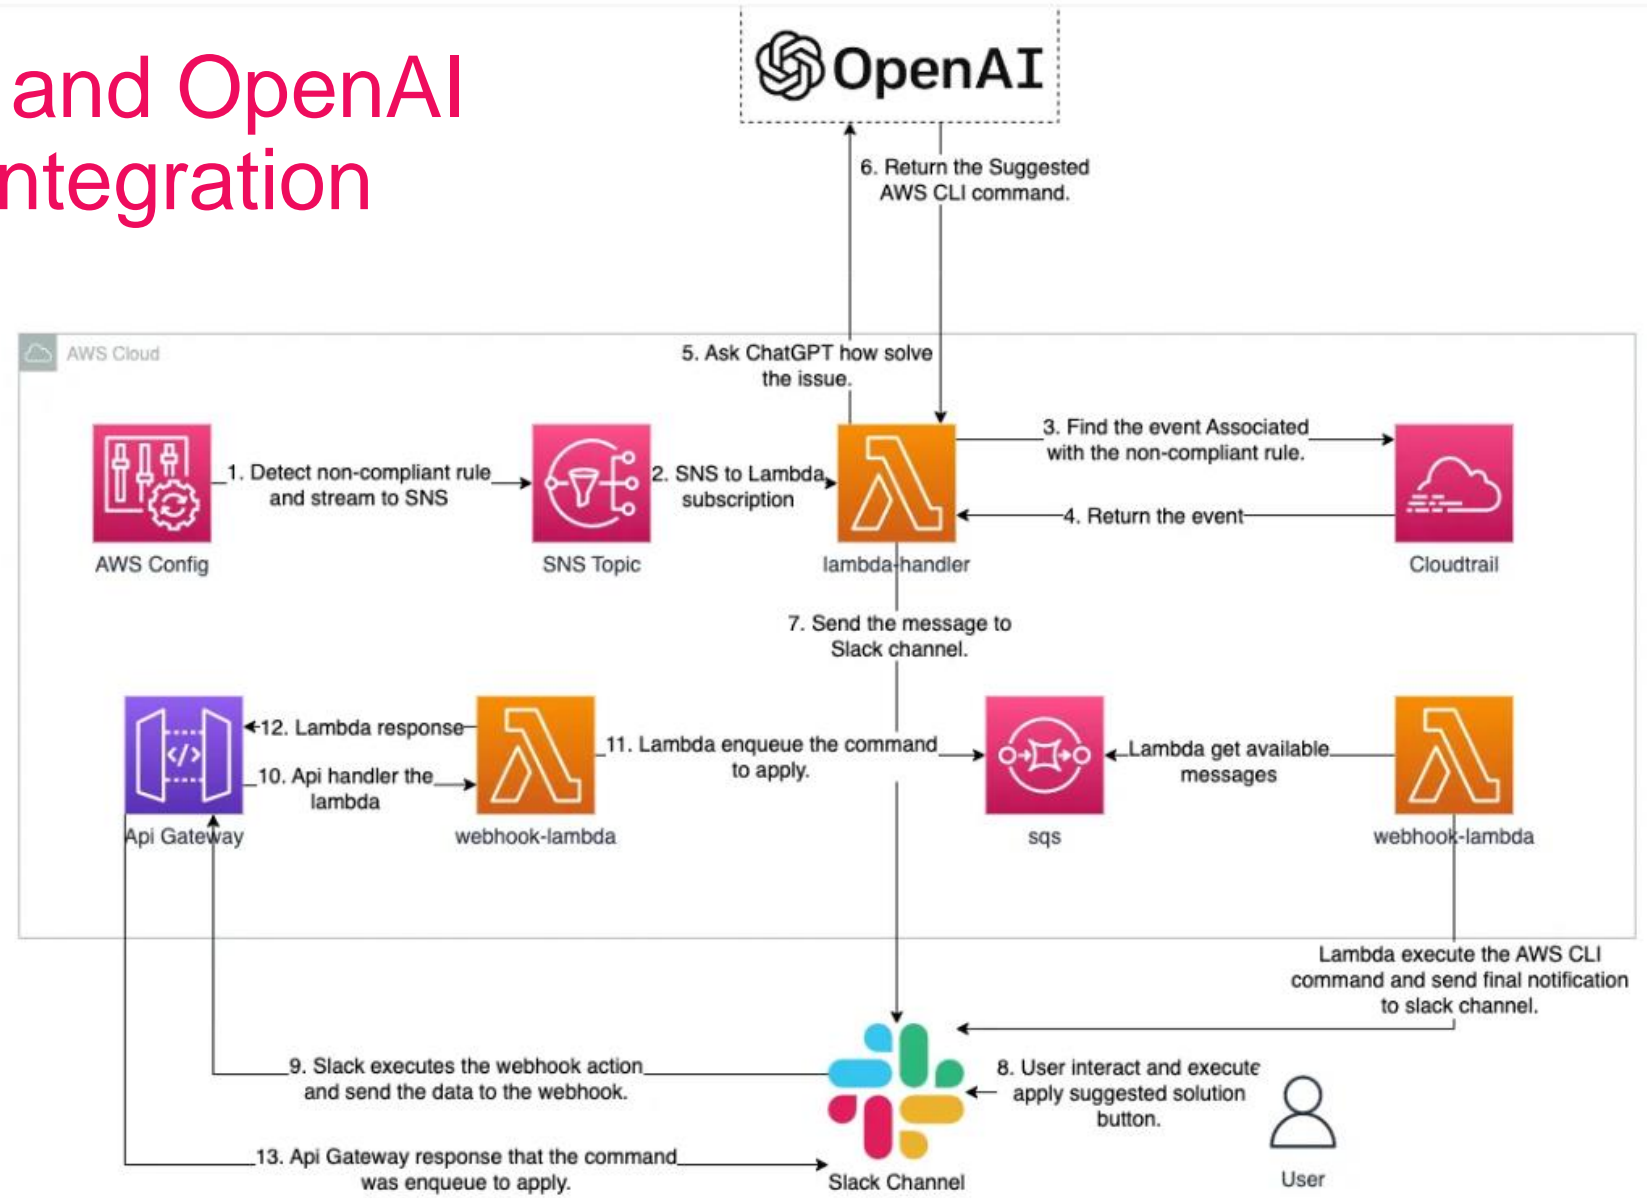 and OpenAI
ntegration
OpenAI
6. Return the Suggested
AWS CLI command.
AWS Cloud
5. Ask ChatGPT how solve
the issue.
3. Find the event Associated
with the non-compliant rule.
1. Detect non-compliant rule
and stream to SNS
2. SNS to Lambda
subscription
4. Return the event
AWS Config
SNS Topic
lambda-handler
Cloudtrail
7. Send the message to
Slack channel.
12. Lambda response
11. Lambda enqueue the command
to apply.
Lambda get available
messages
10. Api handler the
lambda
</>
Api Gateway
webhook-lambda
sqs
webhook-lambda
Lambda execute the AWS CLI
command and send final notification
to slack channel.
9. Slack executes the webhook action
and send the data to the webhook.
8. User interact and execute
apply suggested solution
button.
13. Api Gateway response that the command
was enqueue to apply.
Slack Channel
User